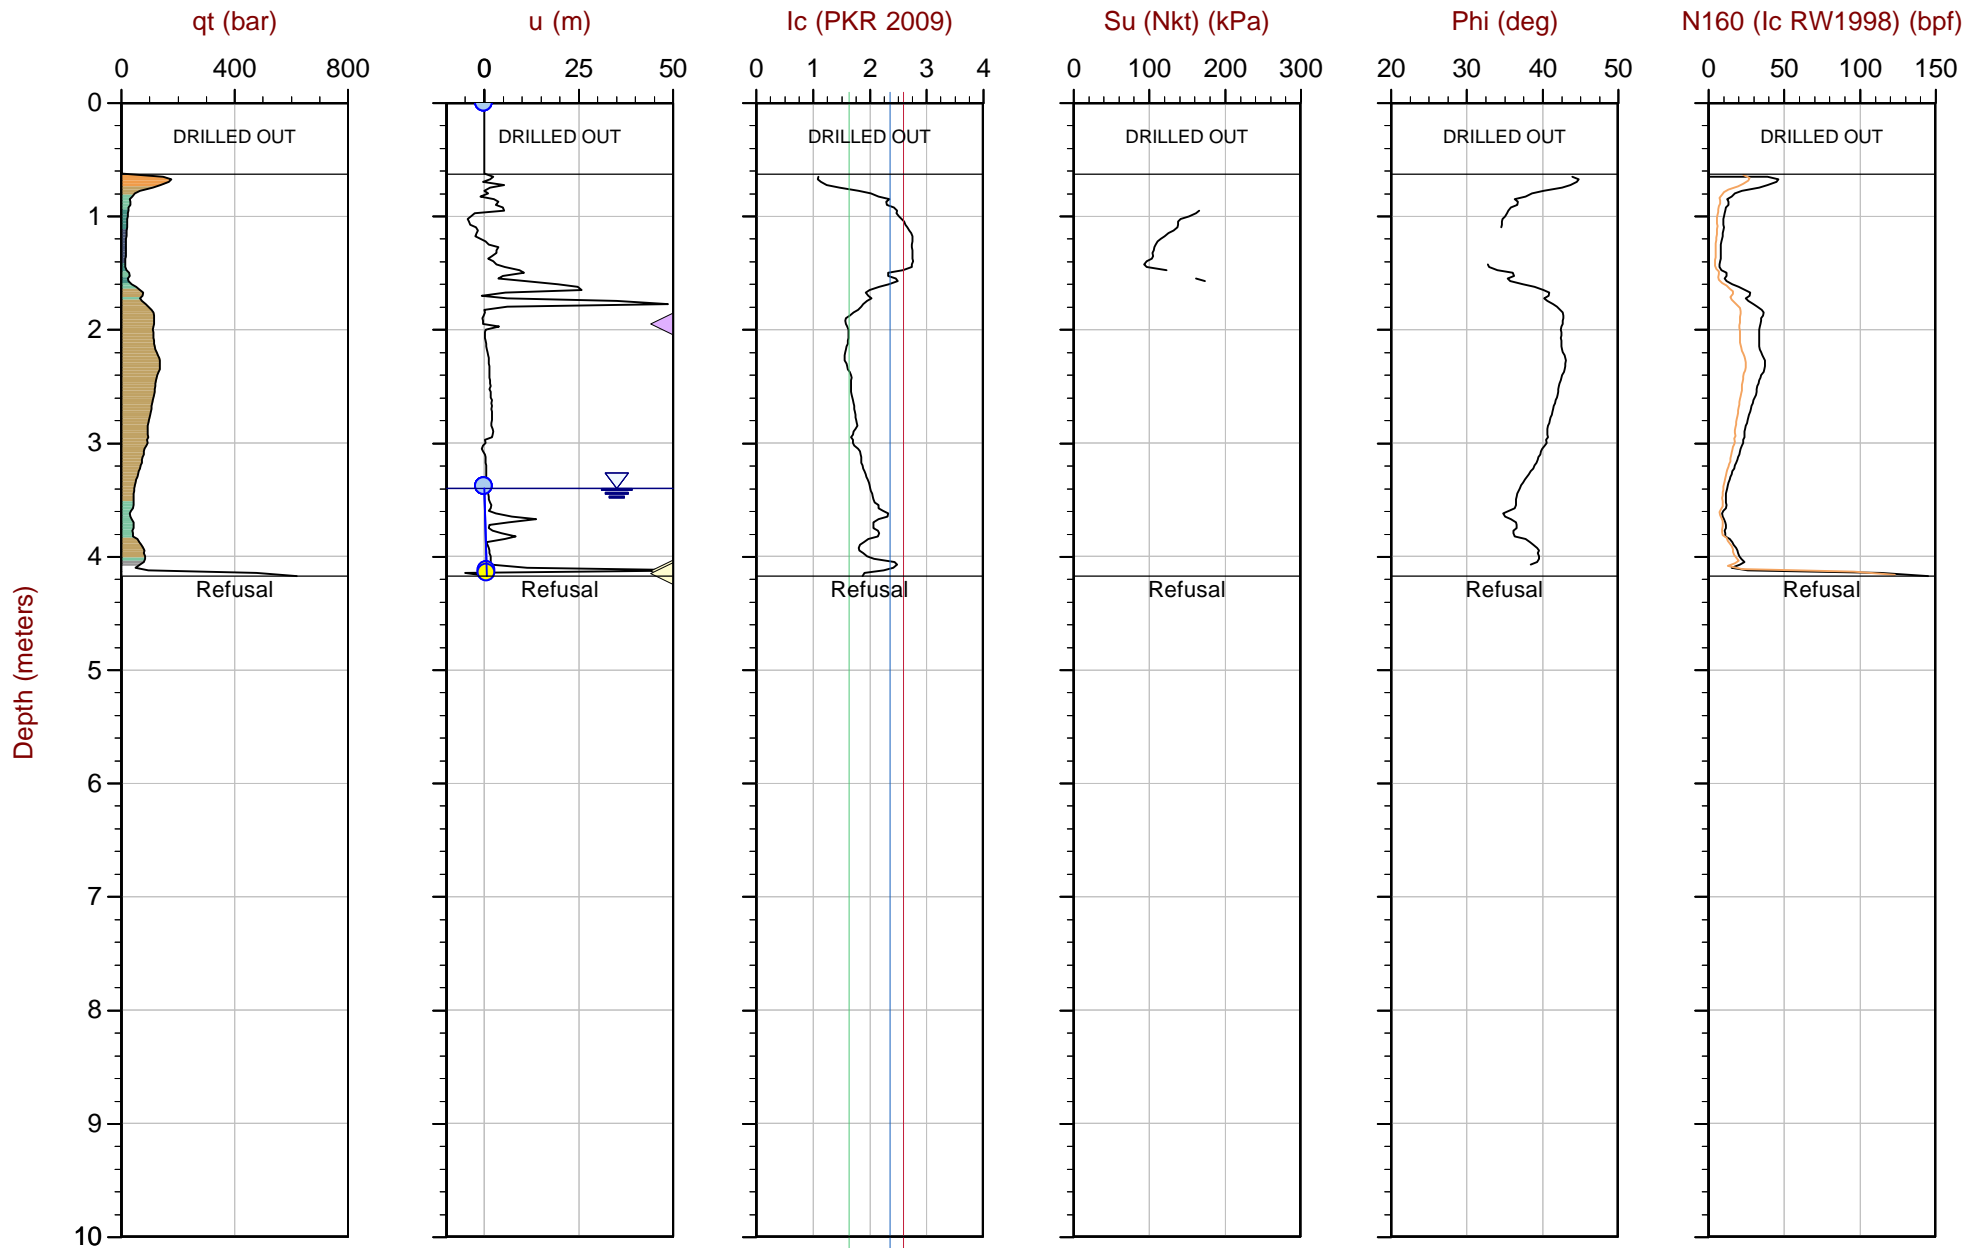 qt (bar) u (m) Ic (PKR 2009) Su (Nkt) (kPa) Phi (deg) N160 (Ic RW1998) (bpf)
0 400 800 0 25 50 0 1 2 3 4 0 100 200 300 20 30 40 50 0 50 100 150
0
DRILLED OUT DRILLED OUT DRILLED OUT DRILLED OUT DRILLED OUT DRILLED OUT
1
2
3
4
Refusal Refusal Refusal Refusal Refusal Refusal
5
6
7
8
9
10
Depth (meters)